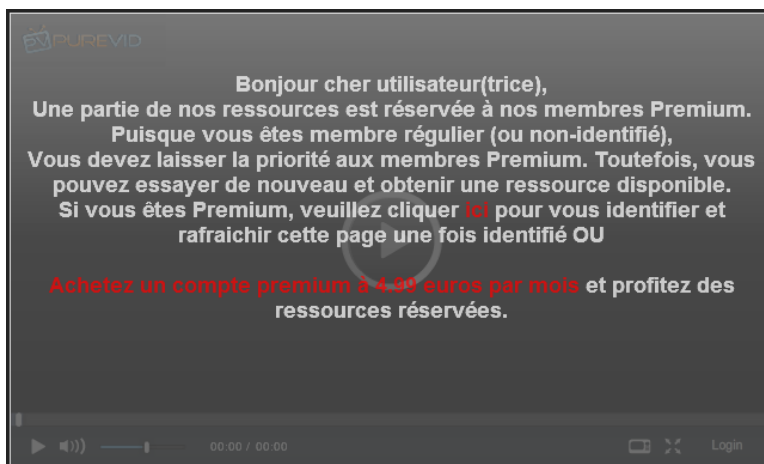 PUREVID
Bonjour cher utilisateur(trice),
Une partie de nos ressources est réservée à nos membres Premium.
Puisque vous êtes membre régulier (ou non-identifié),
Vous devez laisser la priorité aux membres Premium. Toutefois, vous
pouvez essayer de nouveau et obtenir une ressource disponible.
Si vous êtes Premium, veuillez cliquer ici pour vous identifier et
rafraichir cette page une fois identifié OU
Achetez un compte premium à 4.99 euros par mois et profitez des
ressources réservées.
00:00 / 00:00
Login